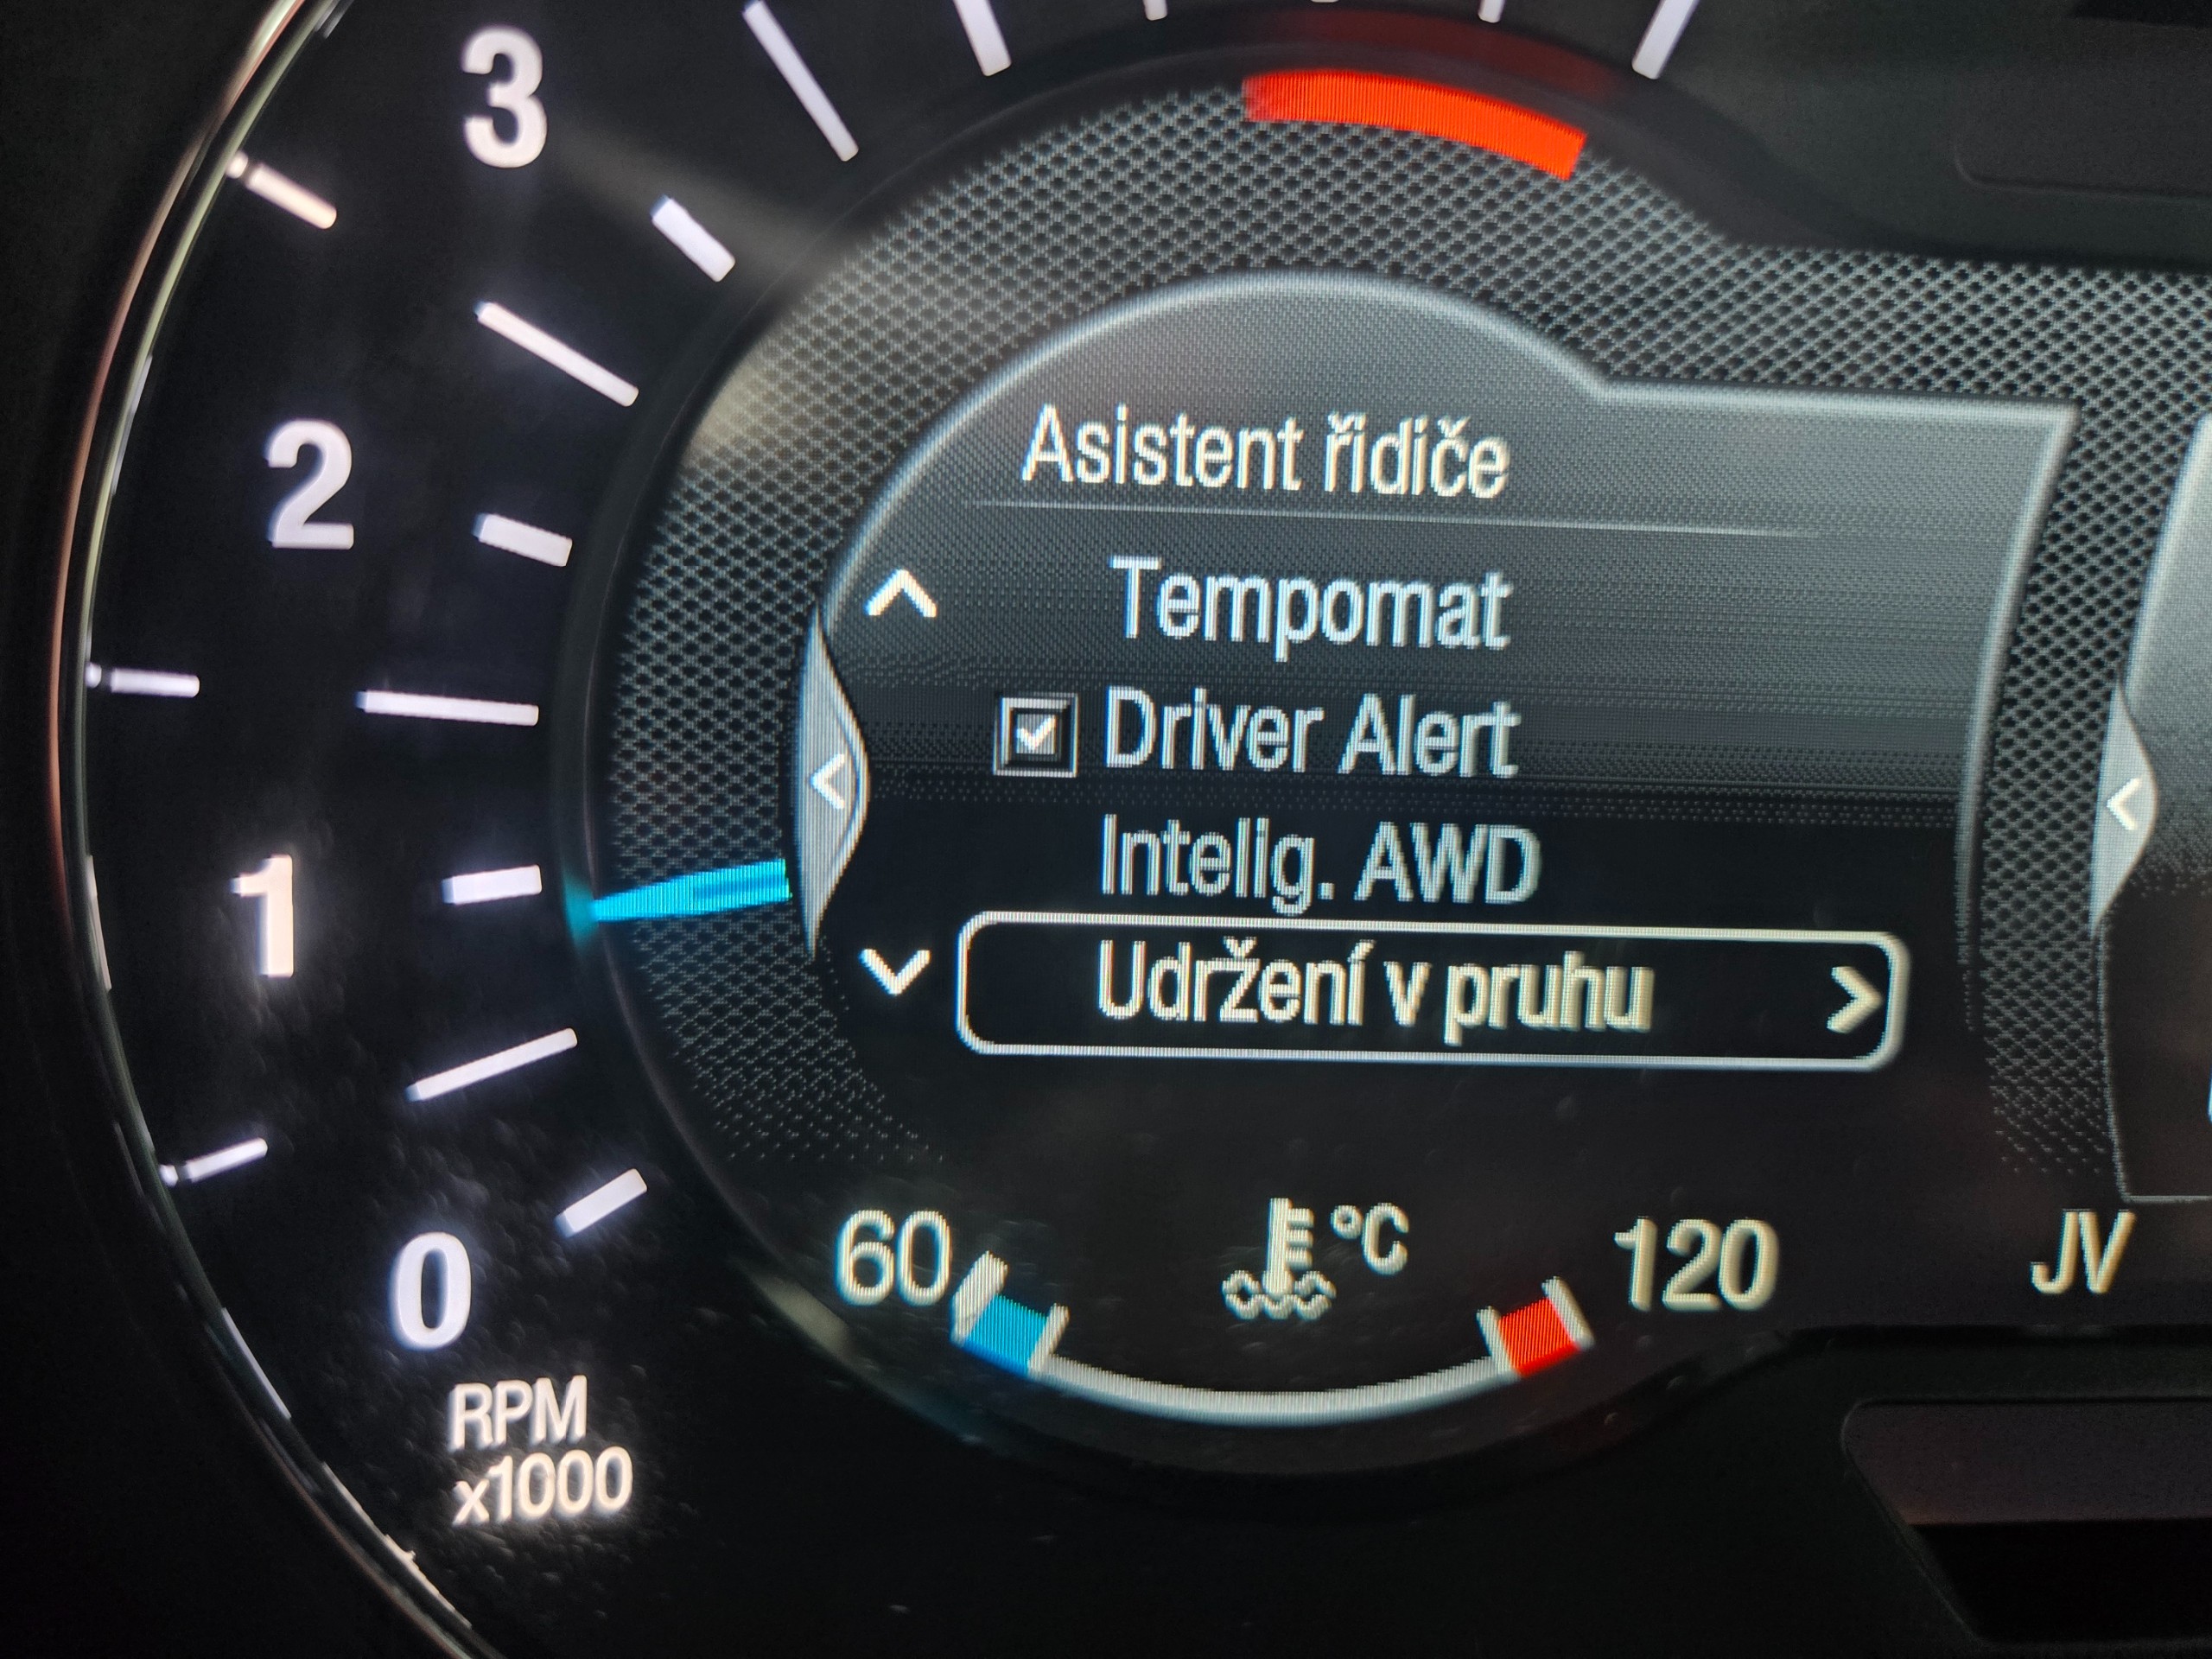 3
2
1
0
RPM
x1000
Asistent řidiče
Tempomat
Driver Alert
Intelig. AWD
Udržení v pruhu
60
°C
120
JV